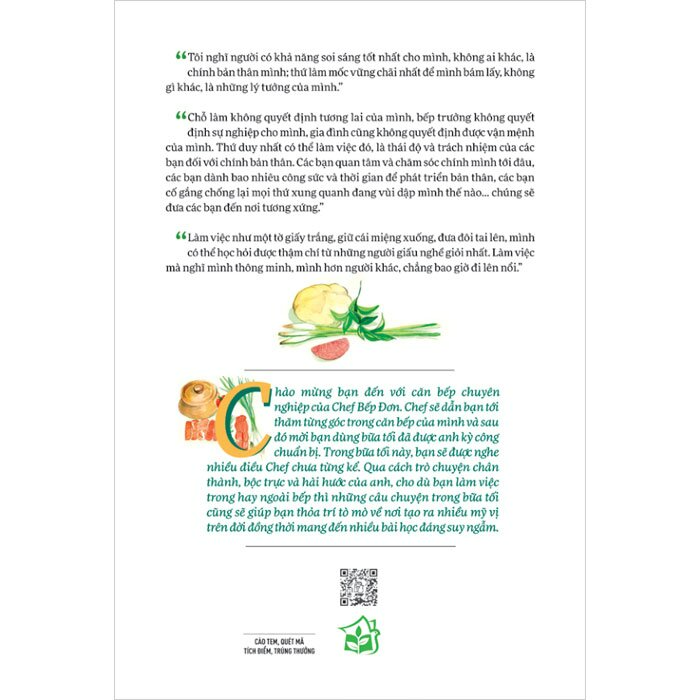 “Tôi nghĩ người có khả năng soi sáng tốt nhất cho mình, không ai khác, là
chính bản thân mình; thứ làm mốc vững chãi nhất để mình bám lấy, không
gì khác, là những lý tưởng của mình.”
“Chỗ làm không quyết định tương lai của mình, bếp trưởng không quyết
định sự nghiệp cho mình, gia đình cũng không quyết định được vận mệnh
của mình. Thứ duy nhất có thể làm việc đó, là thái độ và trách nhiệm của các
bạn đối với chính bản thân. Các bạn quan tâm và chăm sóc chính mình tới đâu,
các bạn dành bao nhiêu công sức và thời gian để phát triển bản thân, các bạn
cố gắng chống lại mọi thứ xung quanh đang vùi dập mình thế nào... chúng sẽ
đưa các bạn đến nơi tương xứng.”
“Làm việc như một tờ giấy trắng, giữ cái miệng xuống, đưa đôi tai lên, mình
có thể học hỏi được thậm chí từ những người giấu nghề giỏi nhất. Làm việc
mà nghĩ mình thông minh, mình hơn người khác, chẳng bao giờ đi lên nổi.”
Chào mừng bạn đến với căn bếp chuyên
nghiệp của Chef Bếp Đơn. Chef sẽ dẫn bạn tới
thăm từng góc trong căn bếp của mình và sau
đó mời bạn dùng bữa tối đã được anh kỳ công
chuẩn bị. Trong bữa tối này, bạn sẽ được nghe
nhiều điều Chef chưa từng kể. Qua cách trò chuyện chân
thành, bộc trực và hài hước của anh, cho dù bạn làm việc
trong hay ngoài bếp thì những câu chuyện trong bữa tối
cũng sẽ giúp bạn thỏa trí tò mò về nơi tạo ra nhiều mỹ vị
trên đời đồng thời mang đến nhiều bài học đáng suy ngẫm.
CÀO TEM, QUÉT MÃ
TÍCH ĐIỂM, TRÚNG THƯỞNG